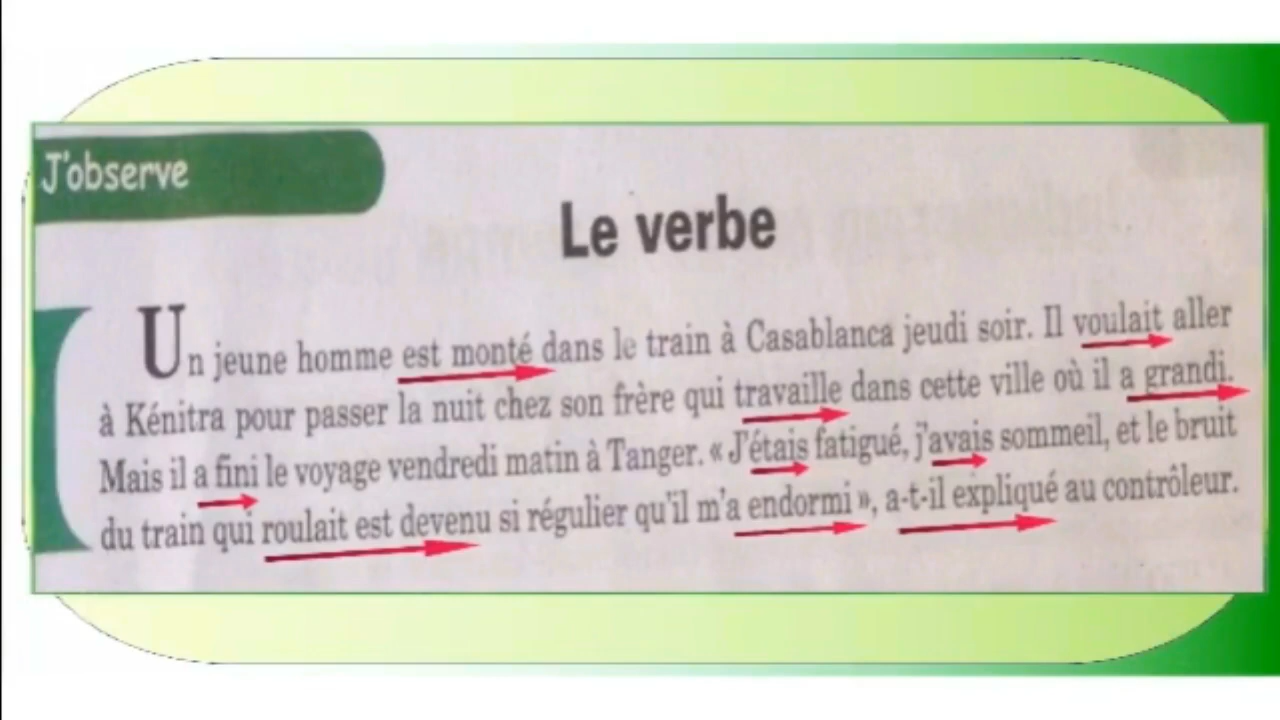 J'observe
Le verbe
Un jeune homme est monté dans le train à Casablanca jeudi soir. Il voulait aller
à Kénitra pour passer la nuit chez son frère qui travaille dans cette ville où il a grandi.
Mais il a fini le voyage vendredi matin à Tanger. « J'étais fatigué, j'avais sommeil, et le bruit
du train qui roulait est devenu si régulier qu'il m'a endormi », a-t-il expliqué au contrôleur.